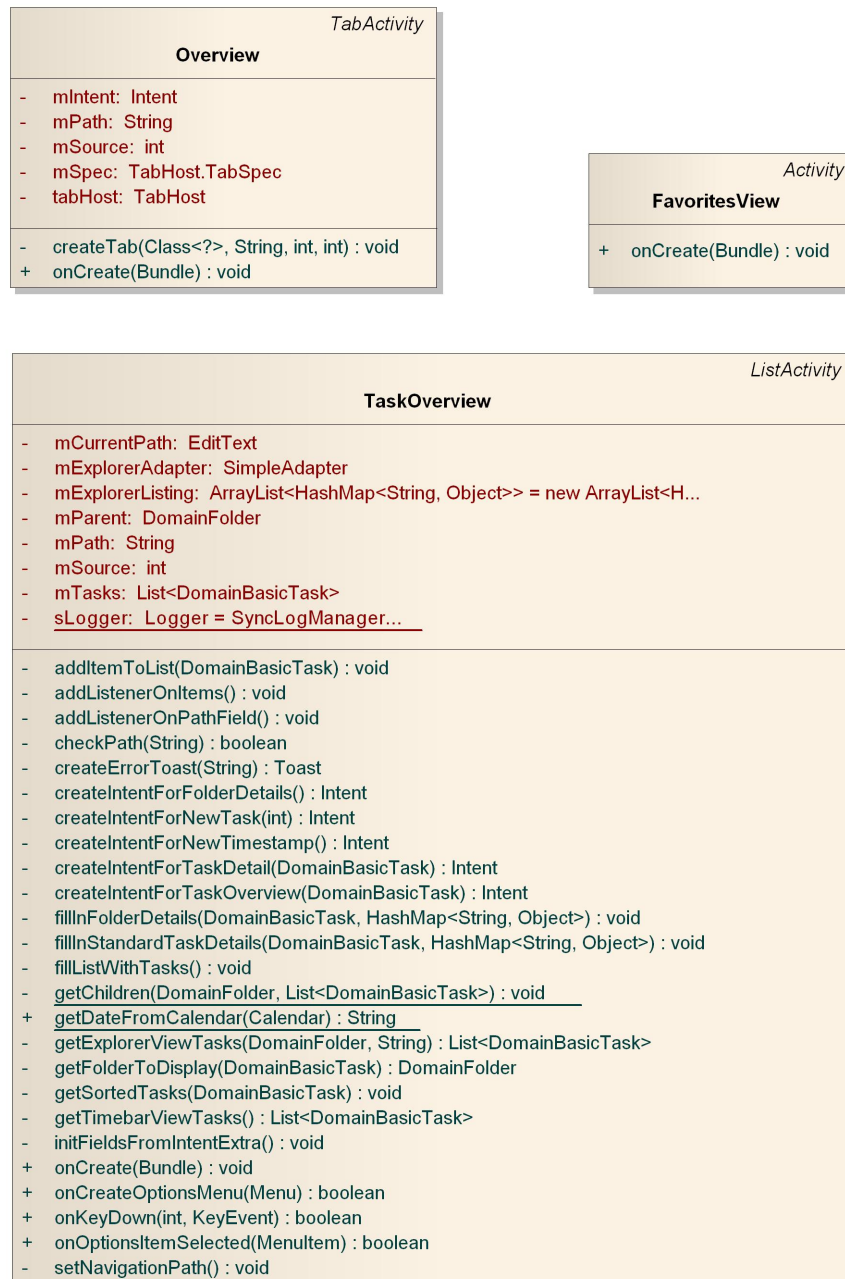 TabActivity
Overview
- mIntent: Intent
- mPath: String
- mSource: int
- mSpec: TabHost.TabSpec
- tabHost: TabHost
- createTab(Class<?>, String, int, int) : void
+ onCreate(Bundle) : void
Activity
FavoritesView
+ onCreate(Bundle) : void
ListActivity
TaskOverview
- mCurrentPath: EditText
- mExplorerAdapter: SimpleAdapter
- mExplorerListing: ArrayList<HashMap<String, Object>> = new ArrayList<H...
- mParent: DomainFolder
- mPath: String
- mSource: int
- mTasks: List<DomainBasicTask>
- sLogger: Logger = SyncLogManager...
- addItemToList(DomainBasicTask) : void
- addListenerOnItems() : void
- addListenerOnPathField() : void
- checkPath(String) : boolean
- createErrorToast(String) : Toast
- createIntentForFolderDetails() : Intent
- createIntentForNewTask(int) : Intent
- createIntentForNewTimestamp() : Intent
- createIntentForTaskDetail(DomainBasicTask) : Intent
- createIntentForTaskOverview(DomainBasicTask) : Intent
- fillInFolderDetails(DomainBasicTask, HashMap<String, Object>) : void
- fillInStandardTaskDetails(DomainBasicTask, HashMap<String, Object>) : void
- fillListWithTasks() : void
- getChildren(DomainFolder, List<DomainBasicTask>) : void
+ getDateFromCalendar(Calendar) : String
- getExplorerViewTasks(DomainFolder, String) : List<DomainBasicTask>
- getFolderToDisplay(DomainBasicTask) : DomainFolder
- getSortedTasks(DomainBasicTask) : void
- getTimebarViewTasks() : List<DomainBasicTask>
- initFieldsFromIntentExtra() : void
+ onCreate(Bundle) : void
+ onCreateOptionsMenu(Menu) : boolean
+ onKeyDown(int, KeyEvent) : boolean
+ onOptionsItemSelected(MenuItem) : boolean
- setNavigationPath() : void